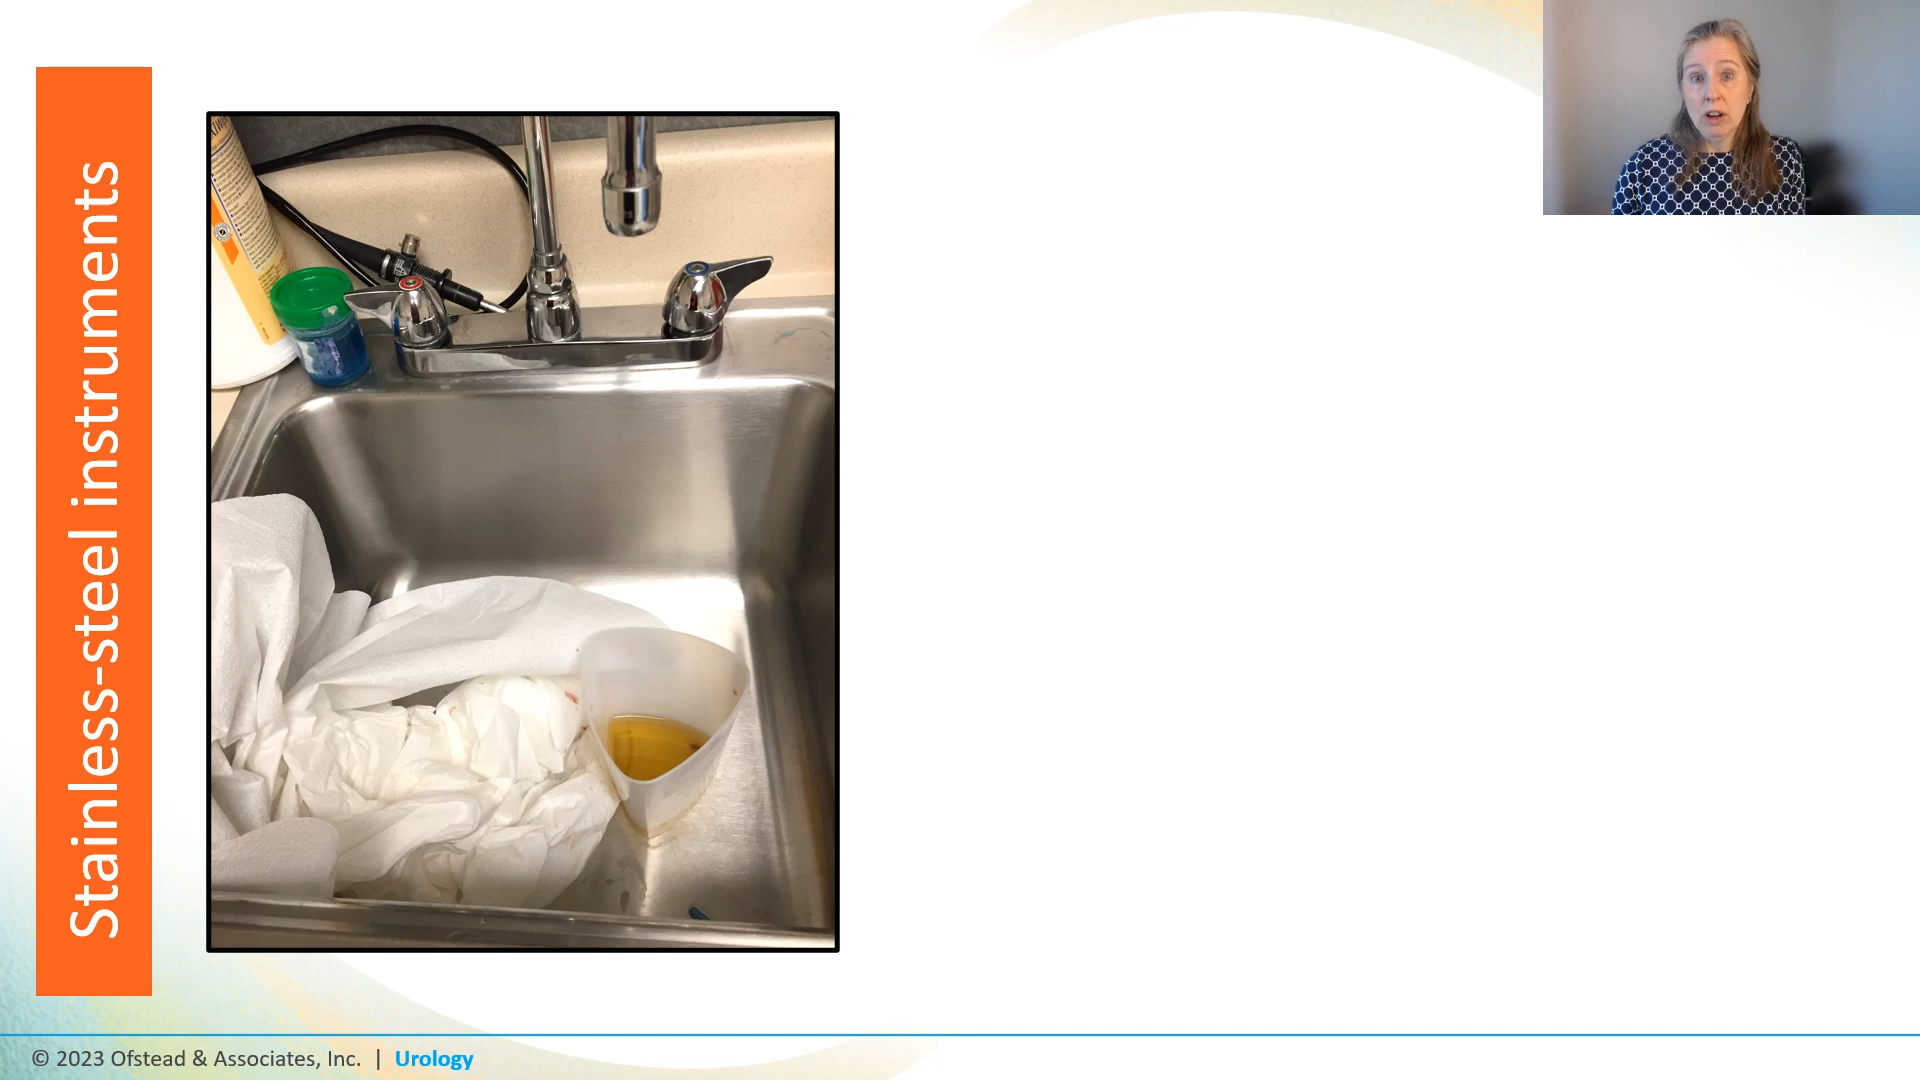 Stainless-steel instruments
© 2023 Ofstead & Associates, Inc. | Urology